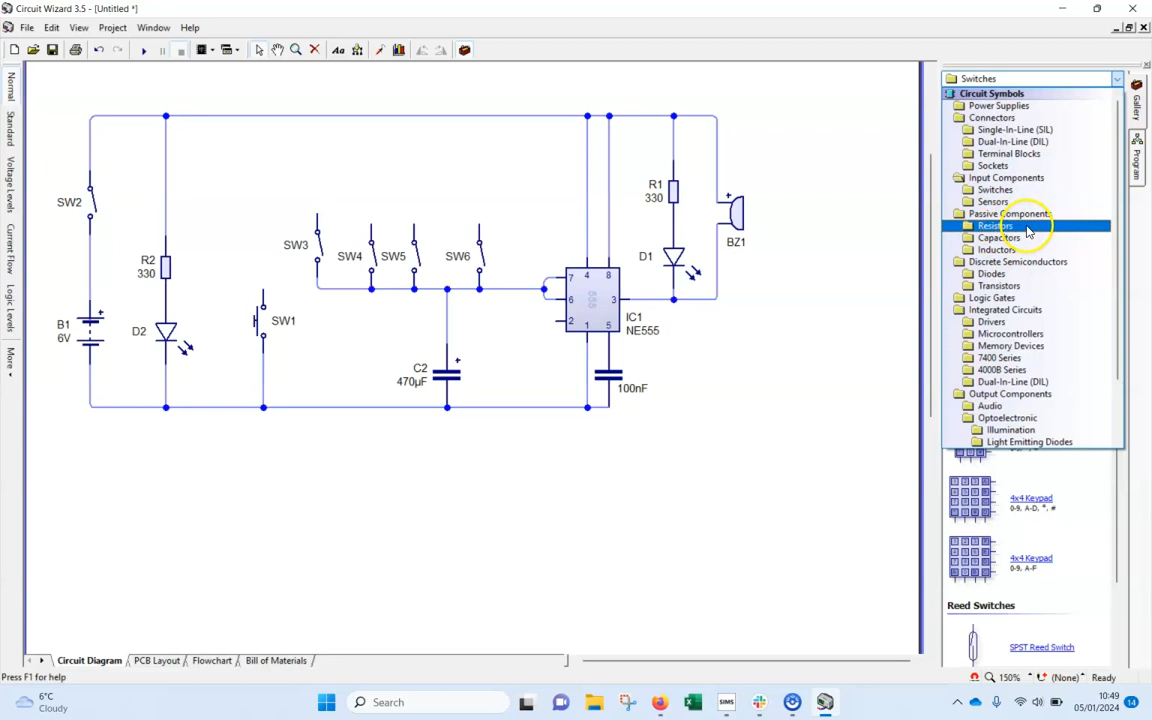 Circuit Wizard 3.5 - [Untitled *]
File Edit View Project Window Help
Aa
Normal
Standard
Voltage Levels
Current Flow
Logic Levels
More
SW2
R2
330
B1
6V
D2
SW1
SW3
SW4
SW5
SW6
C2
470µF
7
6
2
4
8
3
1
5
555
IC1
NE555
100nF
R1
330
D1
BZ1
Switches
Circuit Symbols
Power Supplies
Connectors
Single-In-Line (SIL)
Dual-In-Line (DIL)
Terminal Blocks
Sockets
Input Components
Switches
Sensors
Passive Components
Resistors
Capacitors
Inductors
Discrete Semiconductors
Diodes
Transistors
Logic Gates
Integrated Circuits
Drivers
Microcontrollers
Memory Devices
7400 Series
4000B Series
Dual-In-Line (DIL)
Output Components
Audio
Optoelectronic
Illumination
Light Emitting Diodes
4x4 Keypad
0-9, A-D, *, #
4x4 Keypad
0-9, A-F
Reed Switches
SPST Reed Switch
Gallery
Program
Circuit Diagram PCB Layout Flowchart Bill of Materials
Press F1 for help
150% (None) Ready
6°C
Cloudy
Search
SIMS
10:49
05/01/2024
14